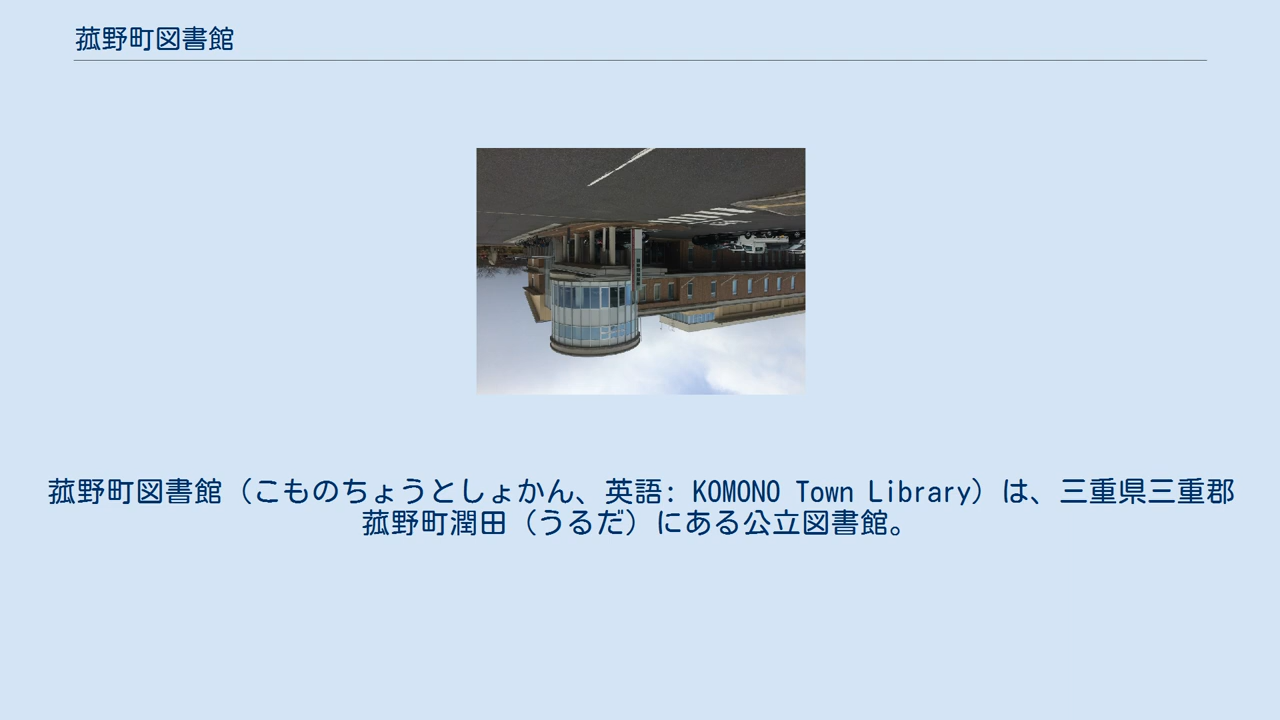 菰野町図書館
菰野町図書館（こものちょうとしょかん、英語: KOMONO Town Library）は、三重県三重郡
菰野町潤田（うるだ）にある公立図書館。